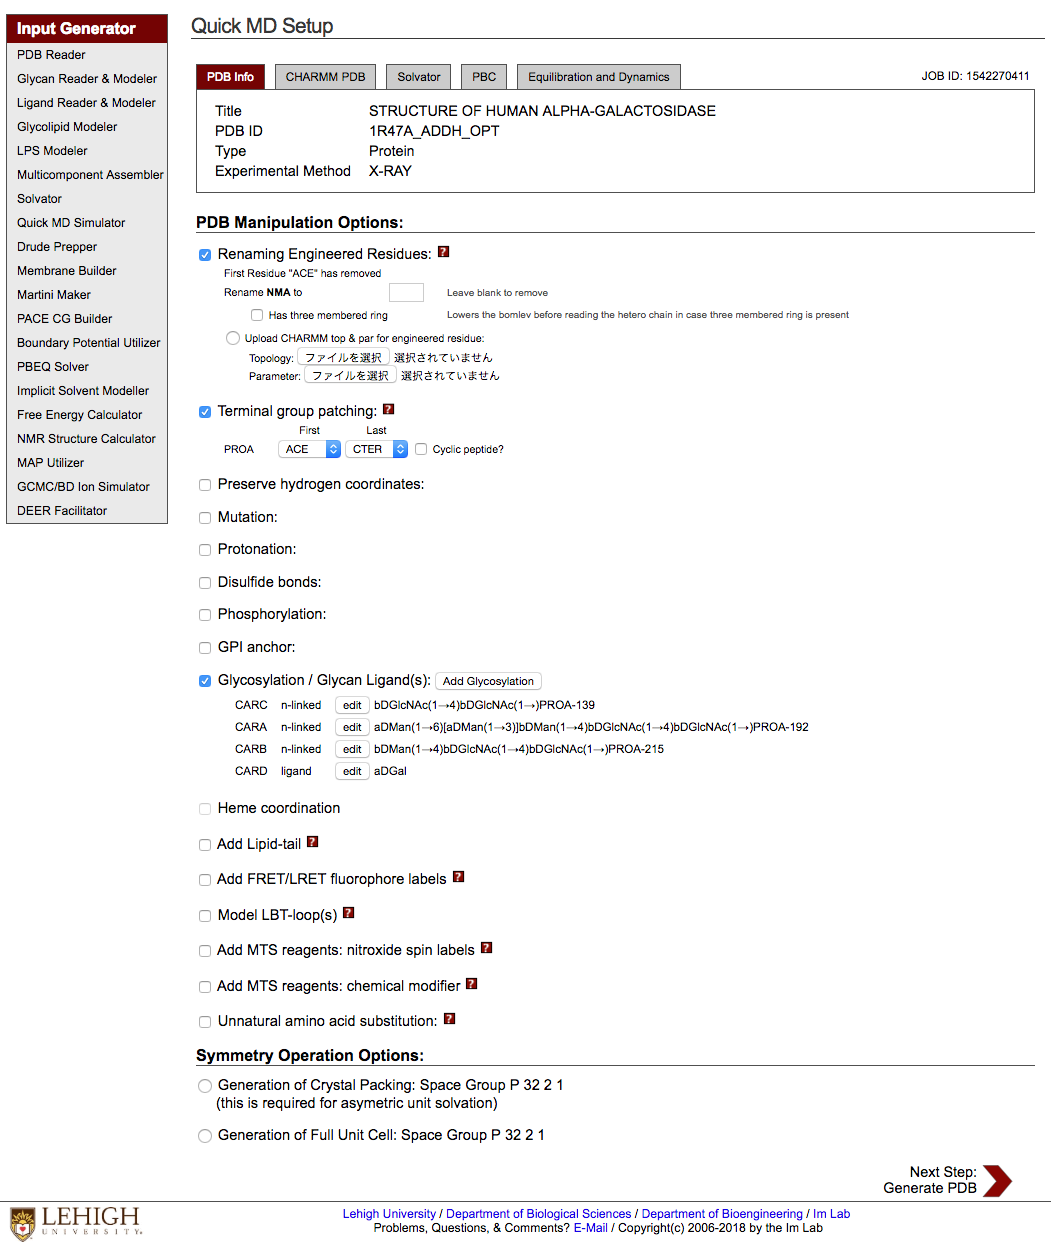 Input Generator
PDB Reader
Glycan Reader & Modeler
Ligand Reader & Modeler
Glycolipid Modeler
LPS Modeler
Multicomponent Assembler
Solvator
Quick MD Simulator
Drude Prepper
Membrane Builder
Martini Maker
PACE CG Builder
Boundary Potential Utilizer
PBEQ Solver
Implicit Solvent Modeller
Free Energy Calculator
NMR Structure Calculator
MAP Utilizer
GCMC/BD Ion Simulator
DEER Facilitator
Quick MD Setup
PDB Info CHARMM PDB Solvator PBC Equilibration and Dynamics JOB ID: 1542270411
Title STRUCTURE OF HUMAN ALPHA-GALACTOSIDASE
PDB ID 1R47A_ADDH_OPT
Type Protein
Experimental Method X-RAY
PDB Manipulation Options:
Renaming Engineered Residues: ?
First Residue "ACE" has removed
Rename NMA to Leave blank to remove
Has three membered ring Lowers the bomlev before reading the hetero chain in case three membered ring is present
Upload CHARMM top & par for engineered residue:
Topology: ファイルを選択 選択されていません
Parameter: ファイルを選択 選択されていません
Terminal group patching: ?
First Last
PROA ACE CTER Cyclic peptide?
Preserve hydrogen coordinates:
Mutation:
Protonation:
Disulfide bonds:
Phosphorylation:
GPI anchor:
Glycosylation / Glycan Ligand(s): Add Glycosylation
CARC n-linked edit bDGlcNAc(1→4)bDGlcNAc(1→)PROA-139
CARA n-linked edit aDMan(1→6)[aDMan(1→3)]bDMan(1→4)bDGlcNAc(1→4)bDGlcNAc(1→)PROA-192
CARB n-linked edit bDMan(1→4)bDGlcNAc(1→4)bDGlcNAc(1→)PROA-215
CARD ligand edit aDGal
Heme coordination
Add Lipid-tail ?
Add FRET/LRET fluorophore labels ?
Model LBT-loop(s) ?
Add MTS reagents: nitroxide spin labels ?
Add MTS reagents: chemical modifier ?
Unnatural amino acid substitution: ?
Symmetry Operation Options:
Generation of Crystal Packing: Space Group P 32 2 1
(this is required for asymetric unit solvation)
Generation of Full Unit Cell: Space Group P 32 2 1
Next Step:
Generate PDB
LEHIGH
UNIVERSITY.
Lehigh University / Department of Biological Sciences / Department of Bioengineering / Im Lab
Problems, Questions, & Comments? E-Mail / Copyright(c) 2006-2018 by the Im Lab